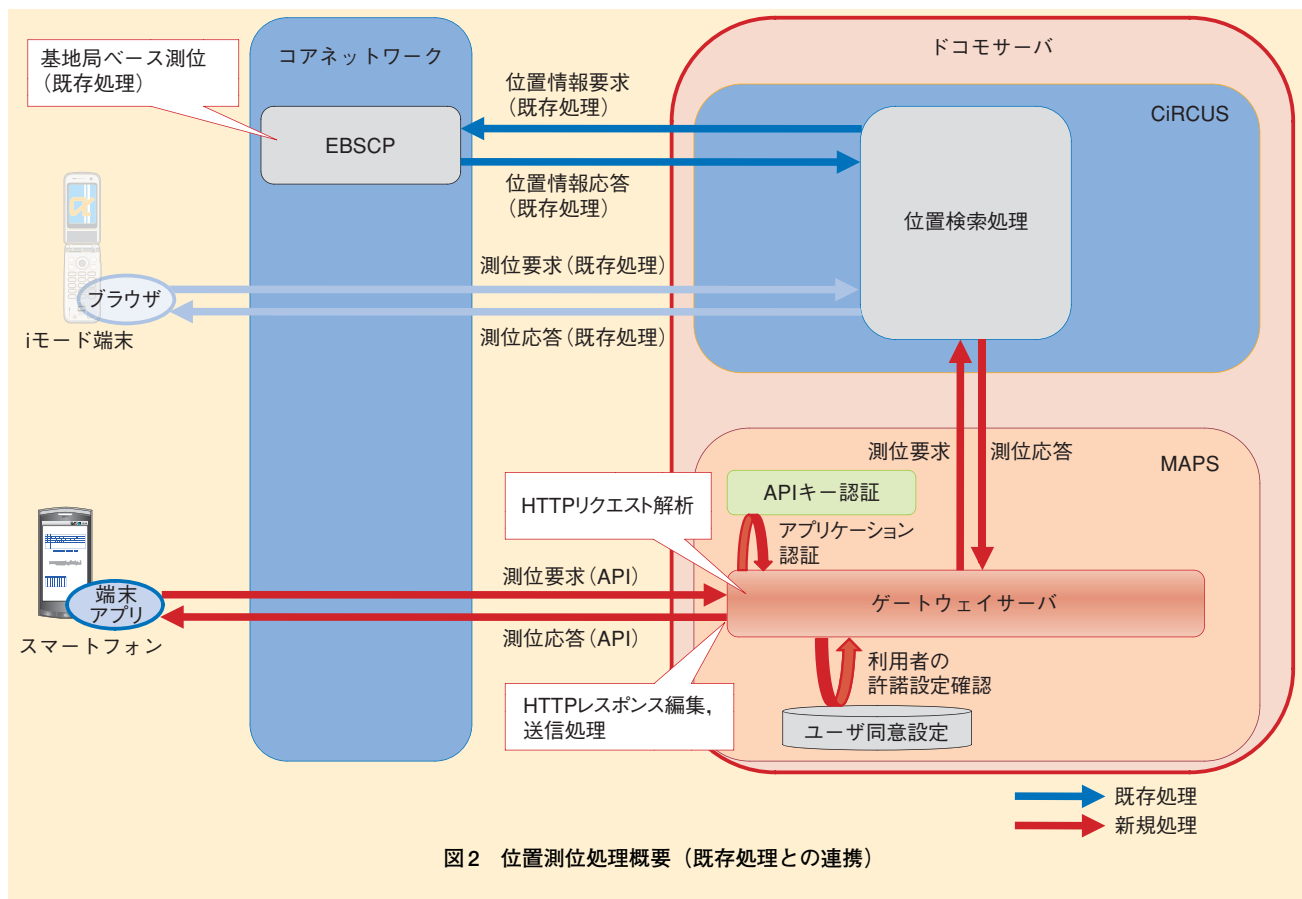 基地局ベース測位
(既存処理)
コアネットワーク
EBSCP
位置情報要求
(既存処理)
位置情報応答
(既存処理)
ドコモサーバ
CiRCUS
位置検索処理
ブラウザ
iモード端末
測位要求(既存処理)
測位応答(既存処理)
測位要求
測位応答
MAPS
HTTPリクエスト解析
APIキー認証
アプリケーション
認証
端末
アプリ
スマートフォン
測位要求(API)
測位応答(API)
ゲートウェイサーバ
利用者の
許諾設定確認
HTTPレスポンス編集,
送信処理
ユーザ同意設定
既存処理
新規処理
図2 位置測位処理概要(既存処理との連携)